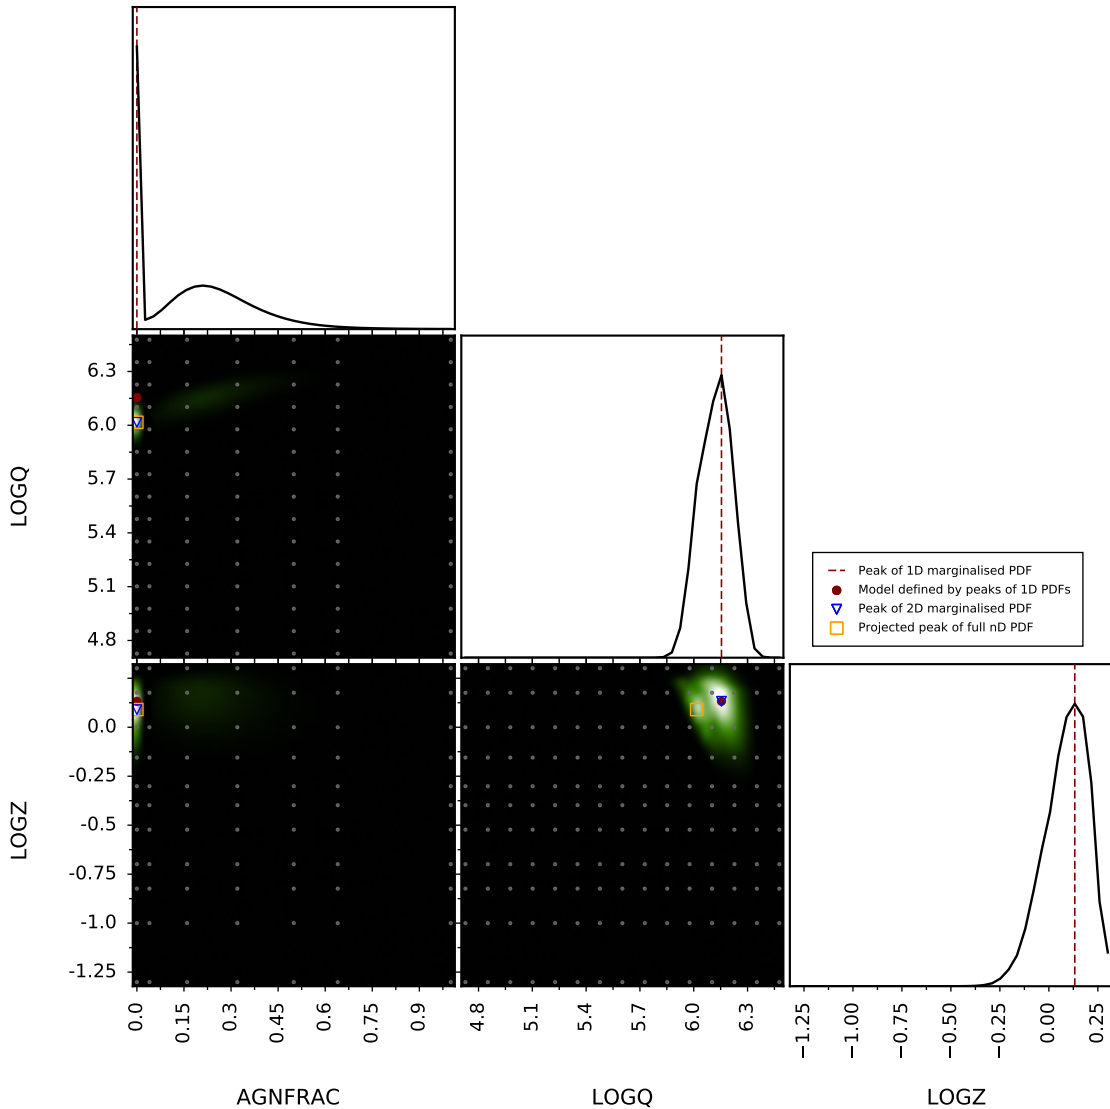 6.3
6.0
5.7
5.4
5.1
4.8
LOGQ
Peak of 1D marginalised PDF
Model defined by peaks of 1D PDFs
Peak of 2D marginalised PDF
Projected peak of full nD PDF
0.0
-0.25
-0.5
-0.75
-1.0
-1.25
LOGZ
0.0 0.15 0.3 0.45 0.6 0.75 0.9
4.8 5.1 5.4 5.7 6.0 6.3
−1.25 −1.00 −0.75 −0.50 −0.25 0.00 0.25
AGNFRAC LOGQ LOGZ